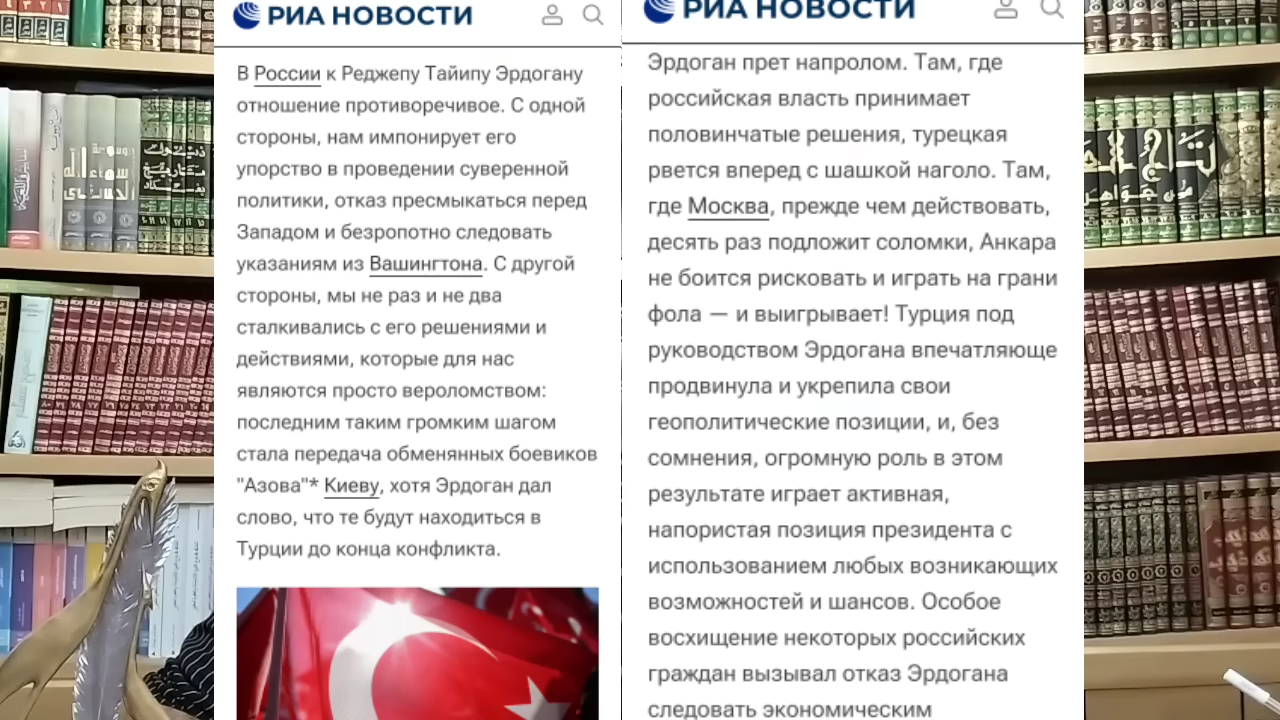 РИА НОВОСТИ
В России к Реджепу Тайипу Эрдогану
отношение противоречивое. С одной
стороны, нам импонирует его
упорство в проведении суверенной
политики, отказ пресмыкаться перед
Западом и безропотно следовать
указаниям из Вашингтона. С другой
стороны, мы не раз и не два
сталкивались с его решениями и
действиями, которые для нас
являются просто вероломством:
последним таким громким шагом
стала передача обменянных боевиков
"Азова"* Киеву, хотя Эрдоган дал
слово, что те будут находиться в
Турции до конца конфликта.
РИА НОВОСТИ
Эрдоган прет напролом. Там, где
российская власть принимает
половинчатые решения, турецкая
рвется вперед с шашкой наголо. Там,
где Москва, прежде чем действовать,
десять раз подложит соломки, Анкара
не боится рисковать и играть на грани
фола — и выигрывает! Турция под
руководством Эрдогана впечатляюще
продвинула и укрепила свои
геополитические позиции, и, без
сомнения, огромную роль в этом
результате играет активная,
напористая позиция президента с
использованием любых возникающих
возможностей и шансов. Особое
восхищение некоторых российских
граждан вызывал отказ Эрдогана
следовать экономическим